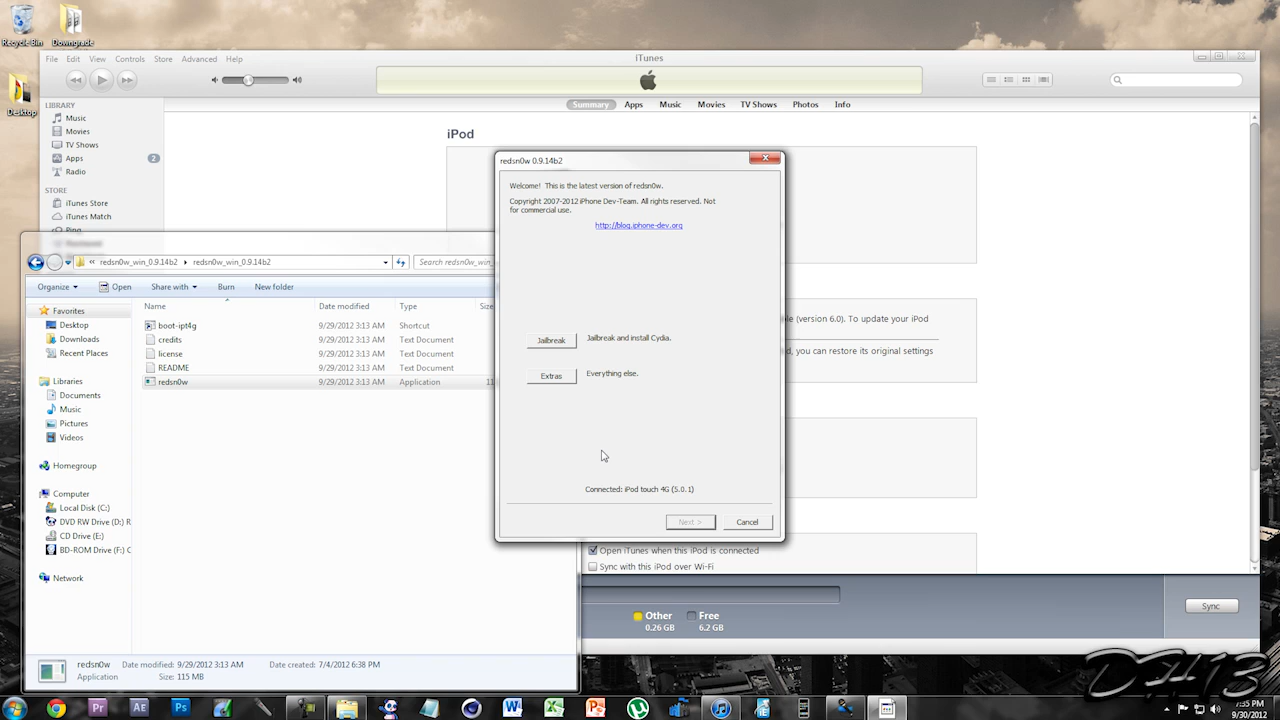 Recycle Bin
Downgrade
Desktop
iTunes
File Edit View Controls Store Advanced Help
LIBRARY
Music
Movies
TV Shows
Apps 2
Radio
STORE
iTunes Store
iTunes Match
Ping
Summary Apps Music Movies TV Shows Photos Info
iPod
(version 6.0). To update your iPod
you can restore its original settings
Open iTunes when this iPod is connected
Sync with this iPod over Wi-Fi
Other
0.26 GB
Free
6.2 GB
Sync
redsn0w_win_0.9.14b2 redsn0w_win_0.9.14b2
Search redsn0w_win_
Organize Open Share with Burn New folder
Name Date modified Type Size
boot-ipt4g 9/29/2012 3:13 AM Shortcut
credits 9/29/2012 3:13 AM Text Document
license 9/29/2012 3:13 AM Text Document
README 9/29/2012 3:13 AM Text Document
redsn0w 9/29/2012 3:13 AM Application
Favorites
Desktop
Downloads
Recent Places
Libraries
Documents
Music
Pictures
Videos
Homegroup
Computer
Local Disk (C:)
DVD RW Drive (D:) R
CD Drive (E:)
BD-ROM Drive (F:) C
Network
redsn0w Date modified: 9/29/2012 3:13 AM Date created: 7/4/2012 6:38 PM
Application Size: 115 MB
redsn0w 0.9.14b2
Welcome! This is the latest version of redsn0w.
Copyright 2007-2012 iPhone Dev-Team. All rights reserved. Not
for commercial use.
http://blog.iphone-dev.org
Jailbreak Jailbreak and install Cydia.
Extras Everything else.
Connected: iPod touch 4G (5.0.1)
Next > Cancel
DH13
Pr AE Ps
7:35 PM
9/30/2012